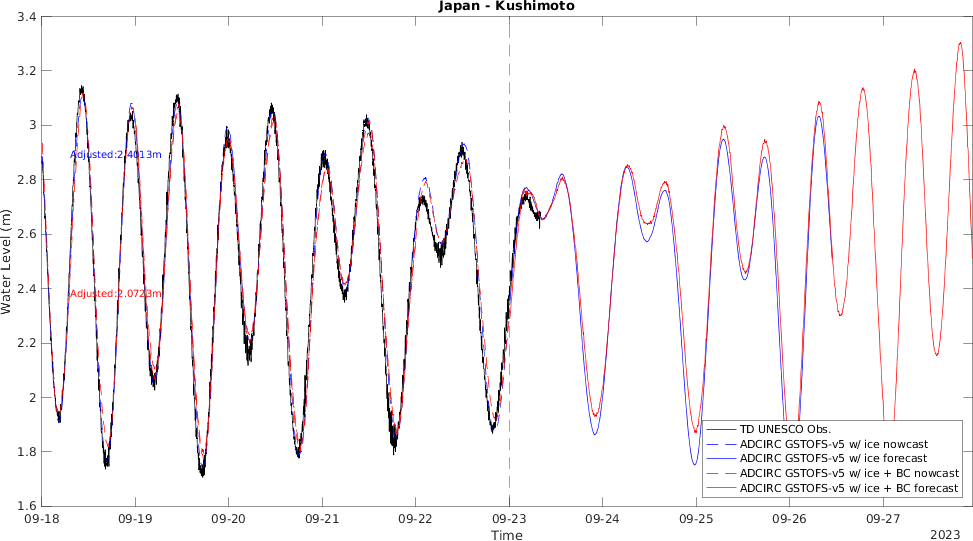 Japan - Kushimoto
3.4
3.2
3
2.8
2.6
2.4
2.2
2
1.8
1.6
Water Level (m)
Adjusted:2.4013m
Adjusted:2.0723m
TD UNESCO Obs.
ADCIRC GSTOFS-v5 w/ ice nowcast
ADCIRC GSTOFS-v5 w/ ice forecast
ADCIRC GSTOFS-v5 w/ ice + BC nowcast
ADCIRC GSTOFS-v5 w/ ice + BC forecast
09-18 09-19 09-20 09-21 09-22 09-23 09-24 09-25 09-26 09-27
Time
2023